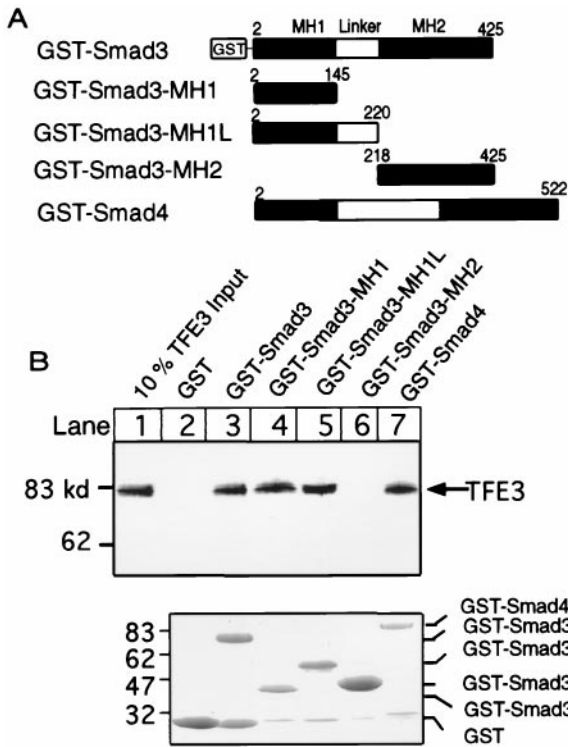 A
2 MH1 Linker MH2 425
GST-Smad3 GST
2 145
GST-Smad3-MH1
2 220
GST-Smad3-MH1L
218 425
GST-Smad3-MH2
2 522
GST-Smad4
B
10 % TFE3 Input
GST
GST-Smad3
GST-Smad3-MH1
GST-Smad3-MH1L
GST-Smad3-MH2
GST-Smad4
Lane 1 2 3 4 5 6 7
83 kd TFE3
62
GST-Smad4
83 GST-Smad3
62 GST-Smad3
47 GST-Smad3
32 GST-Smad3
GST